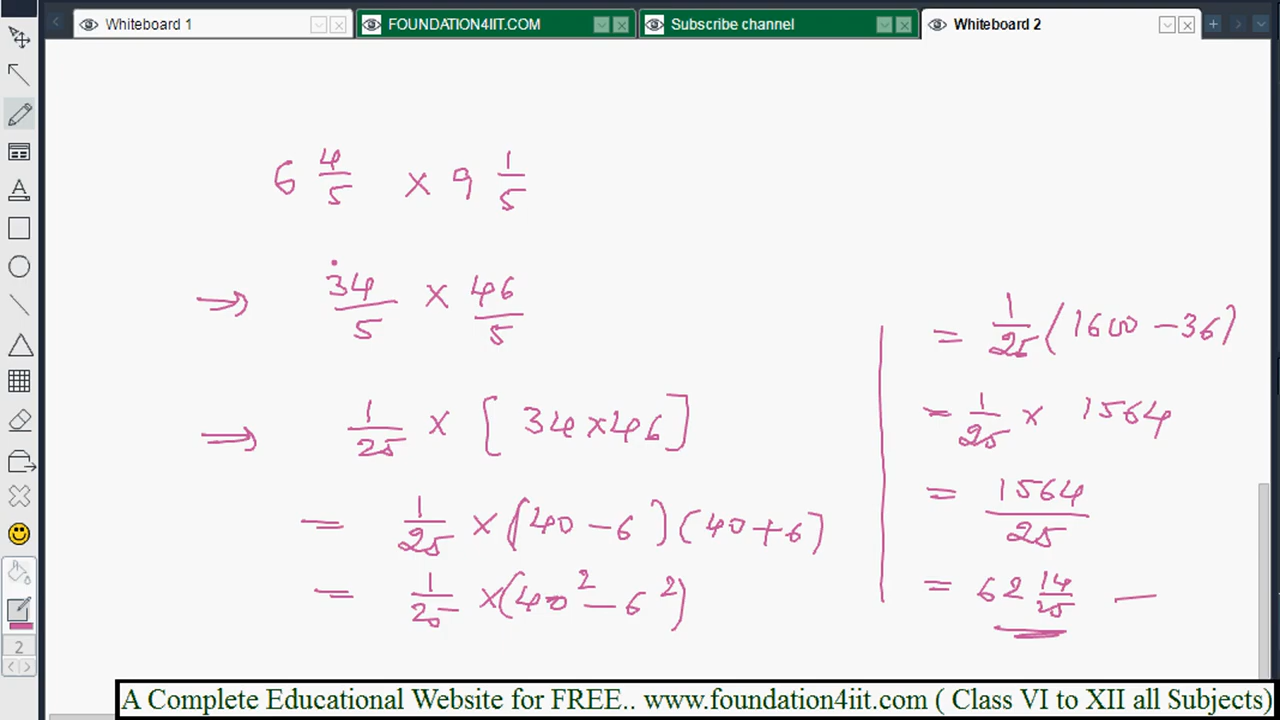 Whiteboard 1 FOUNDATION4IIT.COM Subscribe channel Whiteboard 2
6 4/5 × 9 1/5
⇒ 34/5 × 46/5
⇒ 1/25 × [34×46]
= 1/25 × (40-6)(40+6)
= 1/25 ×(40²-6²)
= 1/25 (1600-36)
= 1/25 × 1564
= 1564/25
= 62 14/25 —
2
A Complete Educational Website for FREE.. www.foundation4iit.com ( Class VI to XII all Subjects)